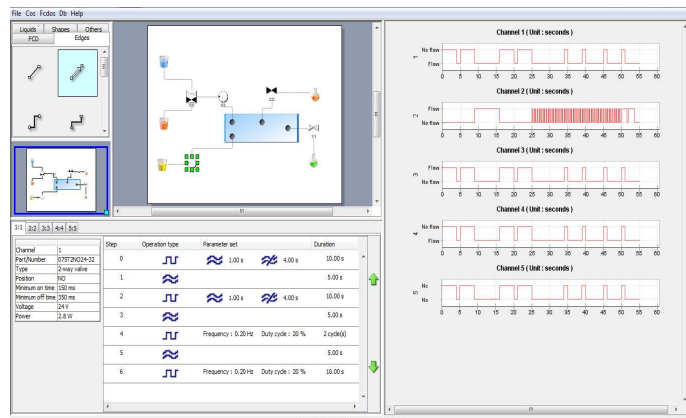 File Cos Fcdos Db Help
Liquids Shapes Others
FCD Edges
1:1 2:2 3:3 4:4 5:5
Channel 1
Part/Number 075T2NO24-32
Type 2-way valve
Position NO
Minimum on time 150 ms
Minimum off time 350 ms
Voltage 24 V
Power 2.8 W
Step Operation type Parameter set Duration
0 1.00 s 4.00 s 10.00 s
1 5.00 s
2 1.00 s 4.00 s 10.00 s
3 5.00 s
4 Frequency : 0.20 Hz Duty cycle : 20 % 2 cycle(s)
5 5.00 s
6 Frequency : 0.20 Hz Duty cycle : 20 % 10.00 s
Channel 1 ( Unit : seconds )
1
No flow
Flow
0 5 10 15 20 25 30 35 40 45 50 55 60
Channel 2 ( Unit : seconds )
2
Flow
No flow
0 5 10 15 20 25 30 35 40 45 50 55 60
Channel 3 ( Unit : seconds )
3
Flow
No flow
0 5 10 15 20 25 30 35 40 45 50 55 60
Channel 4 ( Unit : seconds )
4
No flow
Flow
0 5 10 15 20 25 30 35 40 45 50 55 60
Channel 5 ( Unit : seconds )
5
Nc
No
0 5 10 15 20 25 30 35 40 45 50 55 60